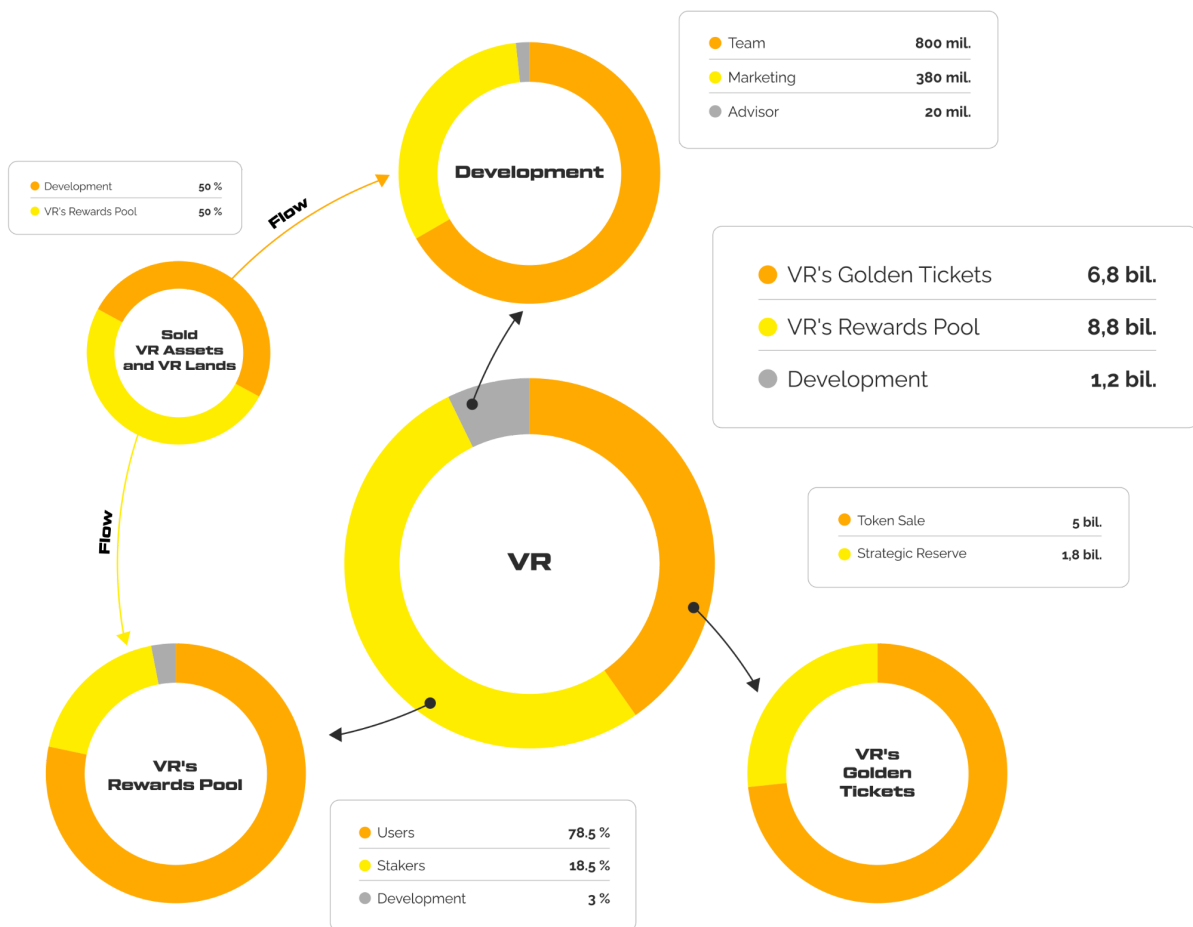 Team 800 mil.
Marketing 380 mil.
Advisor 20 mil.
Development
Development 50 %
VR's Rewards Pool 50 %
Flow
Sold
VR Assets
and VR Lands
VR's Golden Tickets 6,8 bil.
VR's Rewards Pool 8,8 bil.
Development 1,2 bil.
Flow
VR
Token Sale 5 bil.
Strategic Reserve 1,8 bil.
VR's
Rewards Pool
VR's
Golden
Tickets
Users 78.5 %
Stakers 18.5 %
Development 3 %